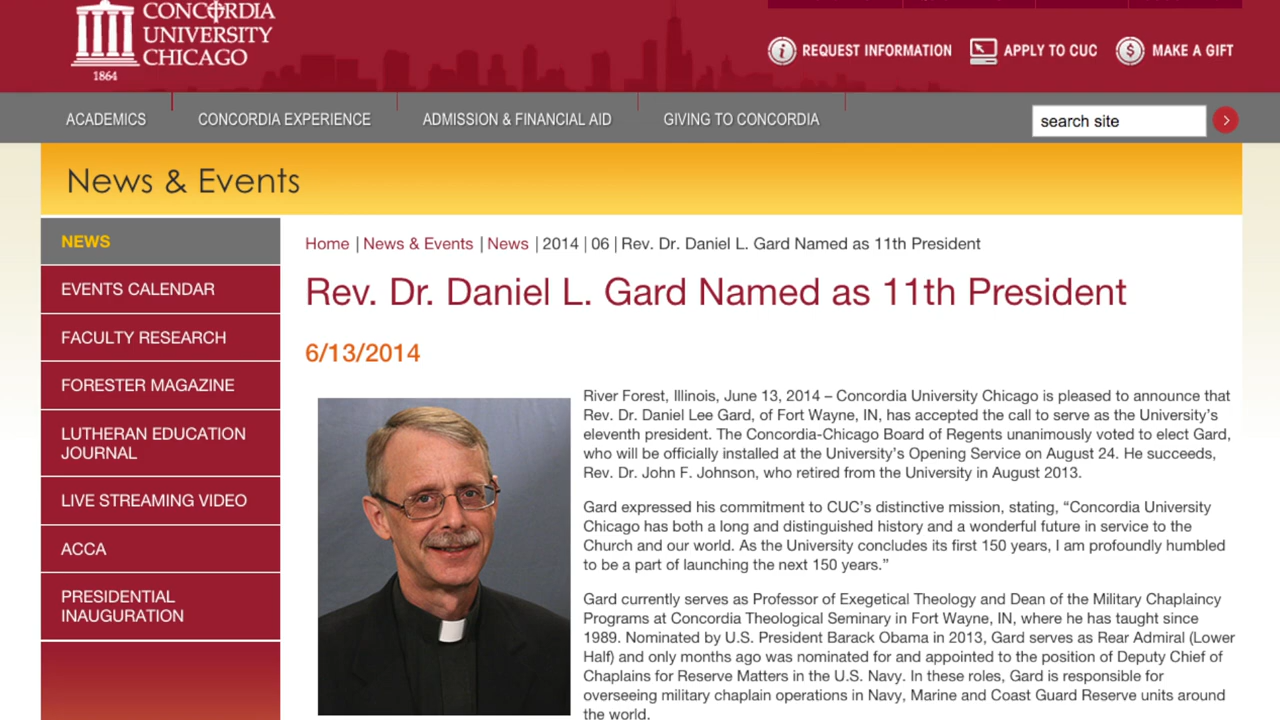 CONCORDIA
UNIVERSITY
CHICAGO
1864
REQUEST INFORMATION
APPLY TO CUC
MAKE A GIFT
ACADEMICS
CONCORDIA EXPERIENCE
ADMISSION & FINANCIAL AID
GIVING TO CONCORDIA
search site
News & Events
NEWS
EVENTS CALENDAR
FACULTY RESEARCH
FORESTER MAGAZINE
LUTHERAN EDUCATION
JOURNAL
LIVE STREAMING VIDEO
ACCA
PRESIDENTIAL
INAUGURATION
Home | News & Events | News | 2014 | 06 | Rev. Dr. Daniel L. Gard Named as 11th President
Rev. Dr. Daniel L. Gard Named as 11th President
6/13/2014
River Forest, Illinois, June 13, 2014 – Concordia University Chicago is pleased to announce that
Rev. Dr. Daniel Lee Gard, of Fort Wayne, IN, has accepted the call to serve as the University's
eleventh president. The Concordia-Chicago Board of Regents unanimously voted to elect Gard,
who will be officially installed at the University's Opening Service on August 24. He succeeds,
Rev. Dr. John F. Johnson, who retired from the University in August 2013.
Gard expressed his commitment to CUC's distinctive mission, stating, “Concordia University
Chicago has both a long and distinguished history and a wonderful future in service to the
Church and our world. As the University concludes its first 150 years, I am profoundly humbled
to be a part of launching the next 150 years.”
Gard currently serves as Professor of Exegetical Theology and Dean of the Military Chaplaincy
Programs at Concordia Theological Seminary in Fort Wayne, IN, where he has taught since
1989. Nominated by U.S. President Barack Obama in 2013, Gard serves as Rear Admiral (Lower
Half) and only months ago was nominated for and appointed to the position of Deputy Chief of
Chaplains for Reserve Matters in the U.S. Navy. In these roles, Gard is responsible for
overseeing military chaplain operations in Navy, Marine and Coast Guard Reserve units around
the world.